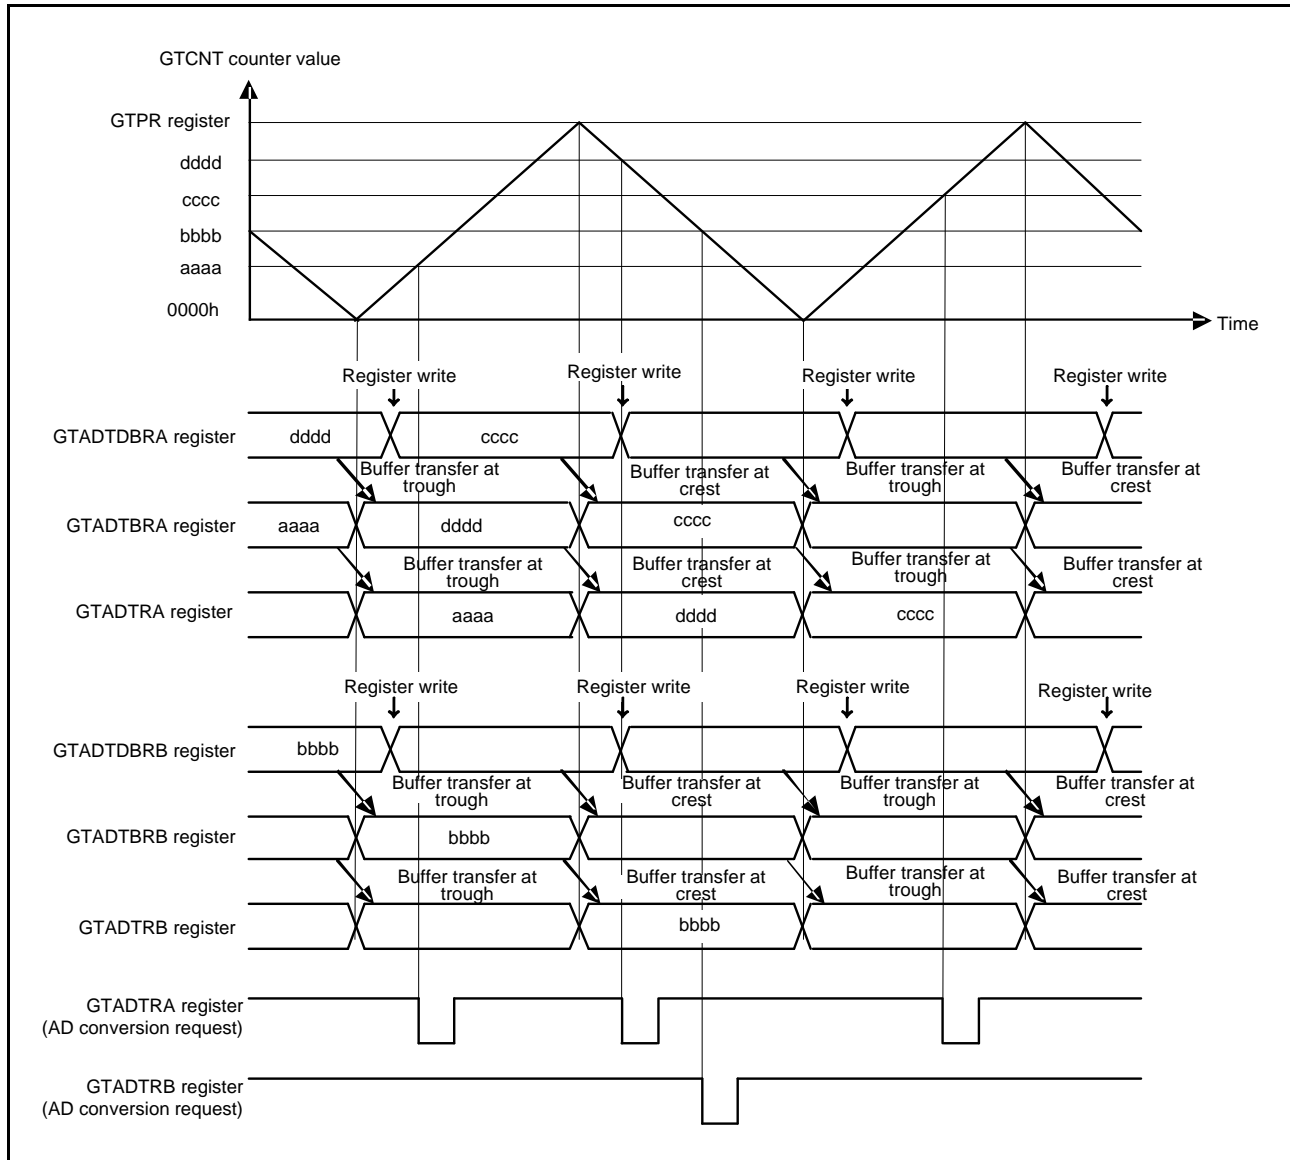 GTCNT counter value
GTPR register
dddd
cccc
bbbb
aaaa
0000h
Time
Register write
Register write
Register write
Register write
GTADTDBRA register
dddd
cccc
Buffer transfer at
trough
Buffer transfer at
crest
Buffer transfer at
trough
Buffer transfer at
crest
GTADTBRA register
aaaa
dddd
cccc
Buffer transfer at
trough
Buffer transfer at
crest
Buffer transfer at
trough
Buffer transfer at
crest
GTADTRA register
aaaa
dddd
cccc
Register write
Register write
Register write
Register write
GTADTDBRB register
bbbb
Buffer transfer at
trough
Buffer transfer at
crest
Buffer transfer at
trough
Buffer transfer at
crest
GTADTBRB register
bbbb
Buffer transfer at
trough
Buffer transfer at
crest
Buffer transfer at
trough
Buffer transfer at
crest
GTADTRB register
bbbb
GTADTRA register
(AD conversion request)
GTADTRB register
(AD conversion request)